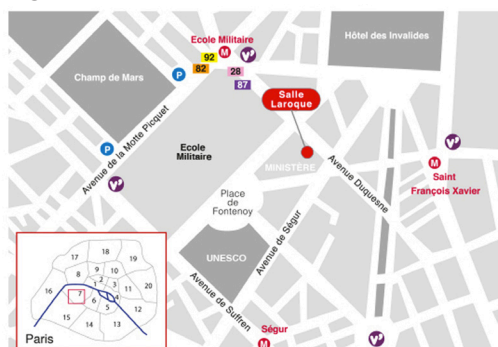 Ecole Militaire
M
Hôtel des Invalides
92
82
28
87
P
Champ de Mars
Salle
Laroque
Avenue de la Motte Picquet
Ecole
Militaire
P
MINISTÈRE
Avenue Duquesne
M
Saint
François Xavier
Place
de
Fontenoy
UNESCO
Avenue de Ségur
Avenue de Suffren
Ségur
M
17
18
19
8
9
10
2
1
3
11
16
7
4
20
6
5
15
14
13
12
Paris